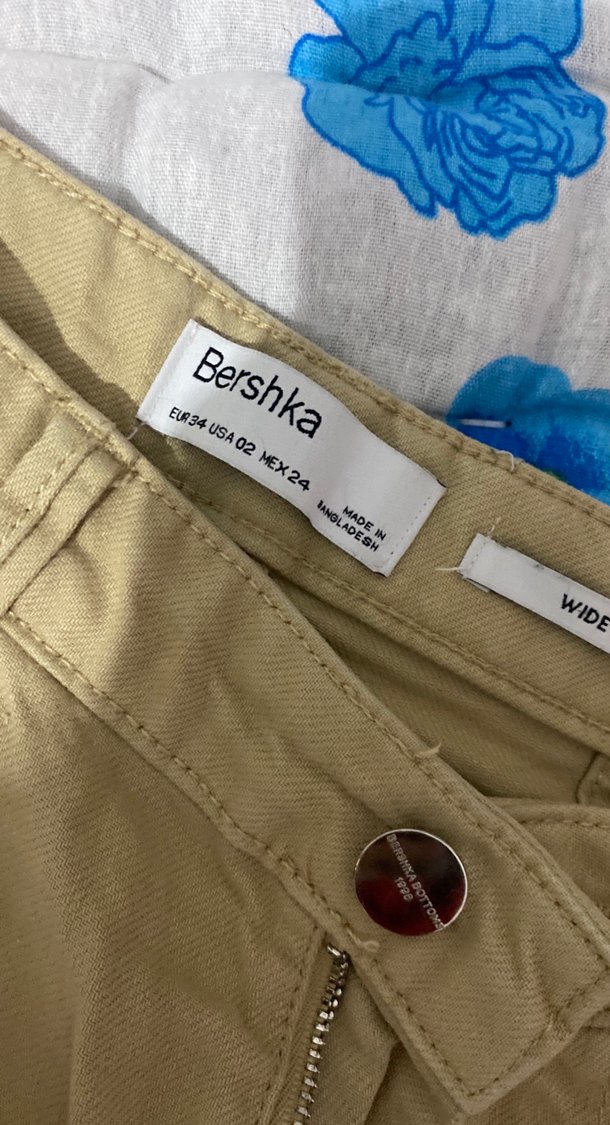 Bershka
EUR 34 USA 02 MEX 24
MADE IN
BANGLADESH
WIDE
BERSHKA BOTTOMS
1998